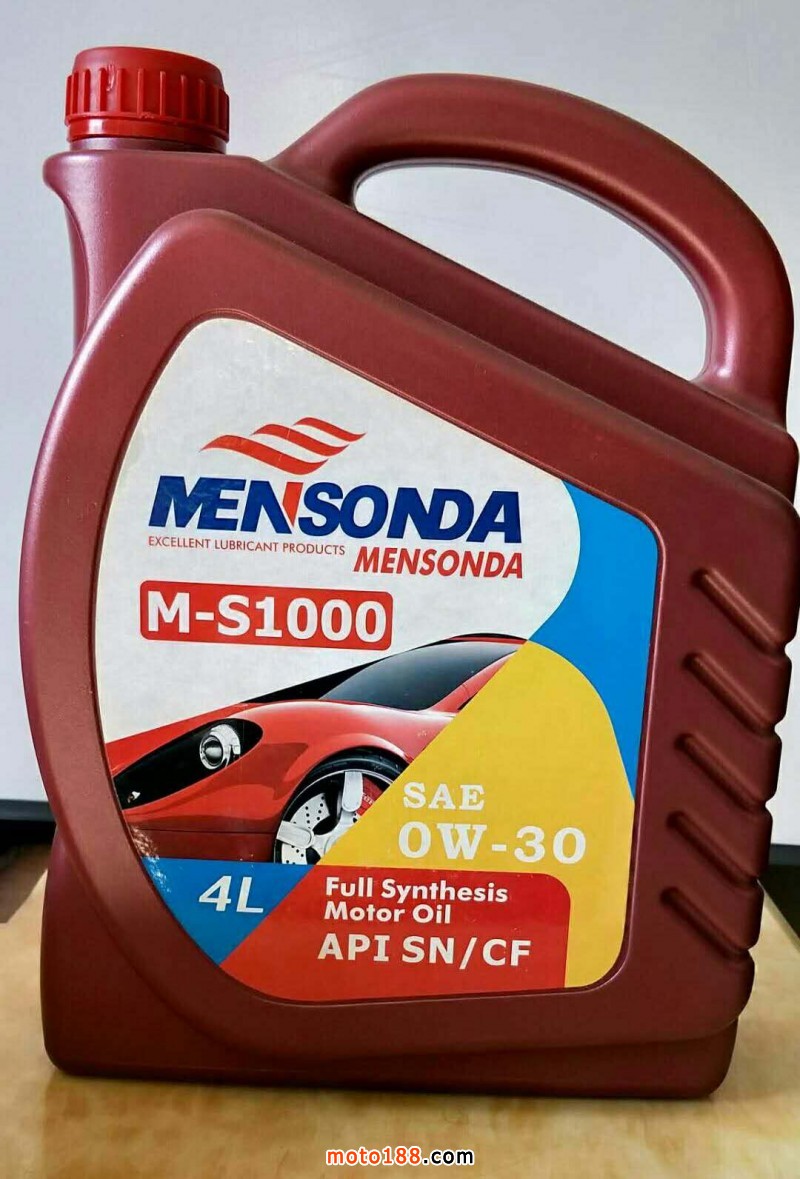 MENSONDA
EXCELLENT LUBRICANT PRODUCTS
MENSONDA
M-S1000
SAE
0W-30
4L
Full Synthesis
Motor Oil
API SN/CF
moto188.com